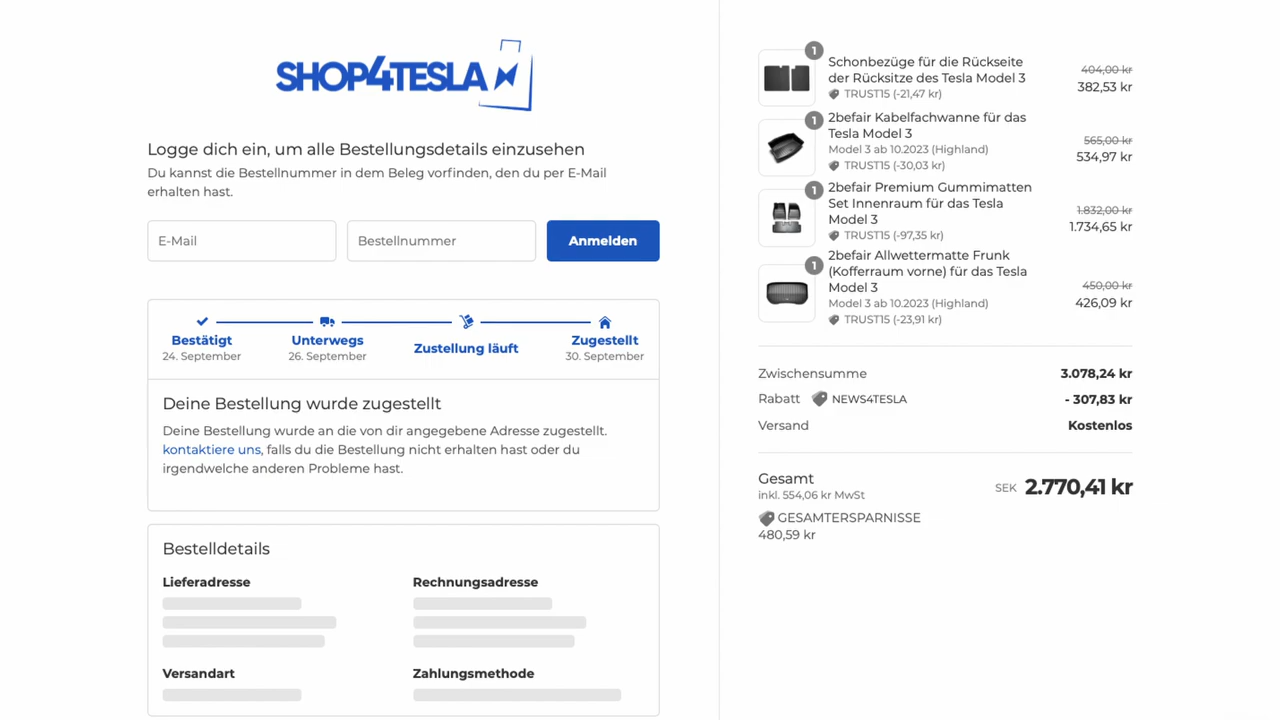 SHOP4TESLA
Logge dich ein, um alle Bestellungsdetails einzusehen
Du kannst die Bestellnummer in dem Beleg vorfinden, den du per E-Mail
erhalten hast.
E-Mail
Bestellnummer
Anmelden
Bestätigt
24. September
Unterwegs
26. September
Zustellung läuft
Zugestellt
30. September
Deine Bestellung wurde zugestellt
Deine Bestellung wurde an die von dir angegebene Adresse zugestellt.
kontaktiere uns, falls du die Bestellung nicht erhalten hast oder du
irgendwelche anderen Probleme hast.
Bestelldetails
Lieferadresse
Rechnungsadresse
Versandart
Zahlungsmethode
1
Schonbezüge für die Rückseite
der Rücksitze des Tesla Model 3
TRUST15 (-21,47 kr)
404,00 kr
382,53 kr
1
2befair Kabelfachwanne für das
Tesla Model 3
Model 3 ab 10.2023 (Highland)
TRUST15 (-30,03 kr)
565,00 kr
534,97 kr
1
2befair Premium Gummimatten
Set Innenraum für das Tesla
Model 3
TRUST15 (-97,35 kr)
1.832,00 kr
1.734,65 kr
1
2befair Allwettermatte Frunk
(Kofferraum vorne) für das Tesla
Model 3
Model 3 ab 10.2023 (Highland)
TRUST15 (-23,91 kr)
450,00 kr
426,09 kr
Zwischensumme 3.078,24 kr
Rabatt NEWS4TESLA - 307,83 kr
Versand Kostenlos
Gesamt
inkl. 554,06 kr MwSt
SEK 2.770,41 kr
GESAMTERSPARNISSE
480,59 kr